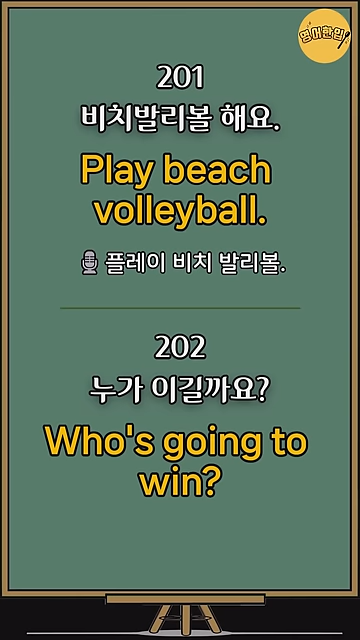 영어한입
201
비치발리볼 해요.
Play beach
volleyball.
플레이 비치 발리볼.
202
누가 이길까요?
Who's going to
win?